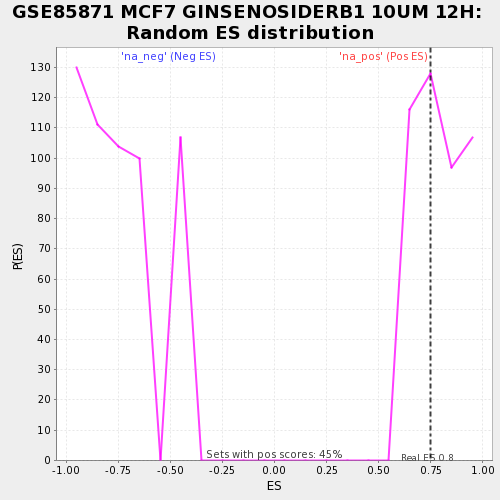 GSE85871 MCF7 GINSENOSIDERB1 10UM 12H:
Random ES distribution
'na_neg' (Neg ES) 'na_pos' (Pos ES)
130
120
110
100
90
80
70
60
50
40
30
20
10
0
P(ES)
Sets with pos scores: 45%
Real ES 0.8
-1.00 -0.75 -0.50 -0.25 0.00 0.25 0.50 0.75 1.00
ES